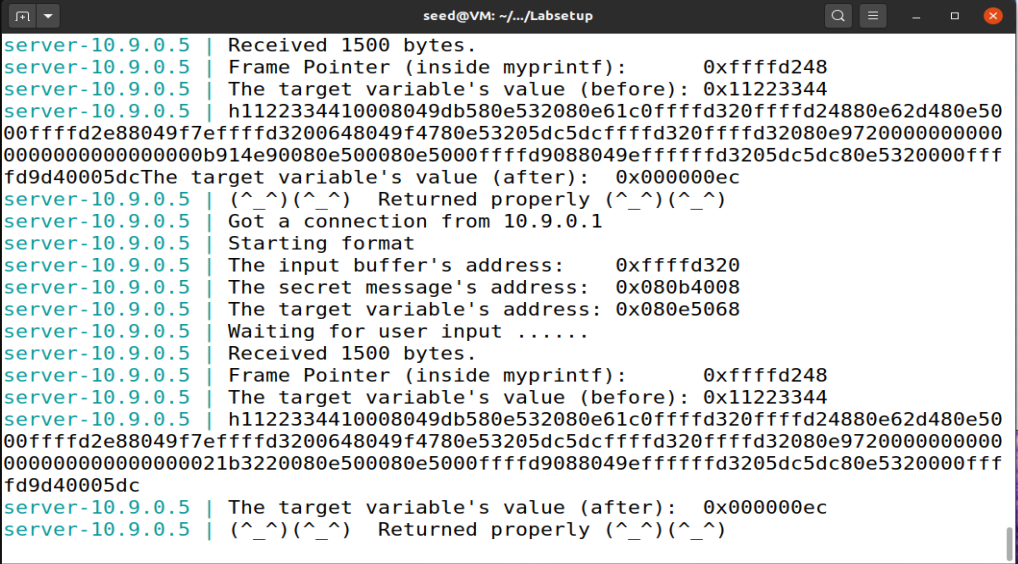 seed@VM: ~/.../Labsetup
server-10.9.0.5 | Received 1500 bytes.
server-10.9.0.5 | Frame Pointer (inside myprintf):      0xffffd248
server-10.9.0.5 | The target variable's value (before): 0x11223344
server-10.9.0.5 | h1122334410008049db580e532080e61c0ffffd320ffffd24880e62d480e50
00ffffd2e88049f7effffd3200648049f4780e53205dc5dcffffd320ffffd32080e9720000000000
0000000000000000b914e90080e500080e5000ffffd9088049efffffffd3205dc5dc80e5320000fff
fd9d40005dcThe target variable's value (after):  0x000000ec
server-10.9.0.5 | (^_^)(^_^)  Returned properly (^_^)(^_^)
server-10.9.0.5 | Got a connection from 10.9.0.1
server-10.9.0.5 | Starting format
server-10.9.0.5 | The input buffer's address:    0xffffd320
server-10.9.0.5 | The secret message's address:  0x080b4008
server-10.9.0.5 | The target variable's address: 0x080e5068
server-10.9.0.5 | Waiting for user input ......
server-10.9.0.5 | Received 1500 bytes.
server-10.9.0.5 | Frame Pointer (inside myprintf):      0xffffd248
server-10.9.0.5 | The target variable's value (before): 0x11223344
server-10.9.0.5 | h1122334410008049db580e532080e61c0ffffd320ffffd24880e62d480e50
00ffffd2e88049f7effffd3200648049f4780e53205dc5dcffffd320ffffd32080e9720000000000
0000000000000000021b3220080e500080e5000ffffd9088049efffffffd3205dc5dc80e5320000fff
fd9d40005dc
server-10.9.0.5 | The target variable's value (after):  0x000000ec
server-10.9.0.5 | (^_^)(^_^)  Returned properly (^_^)(^_^)